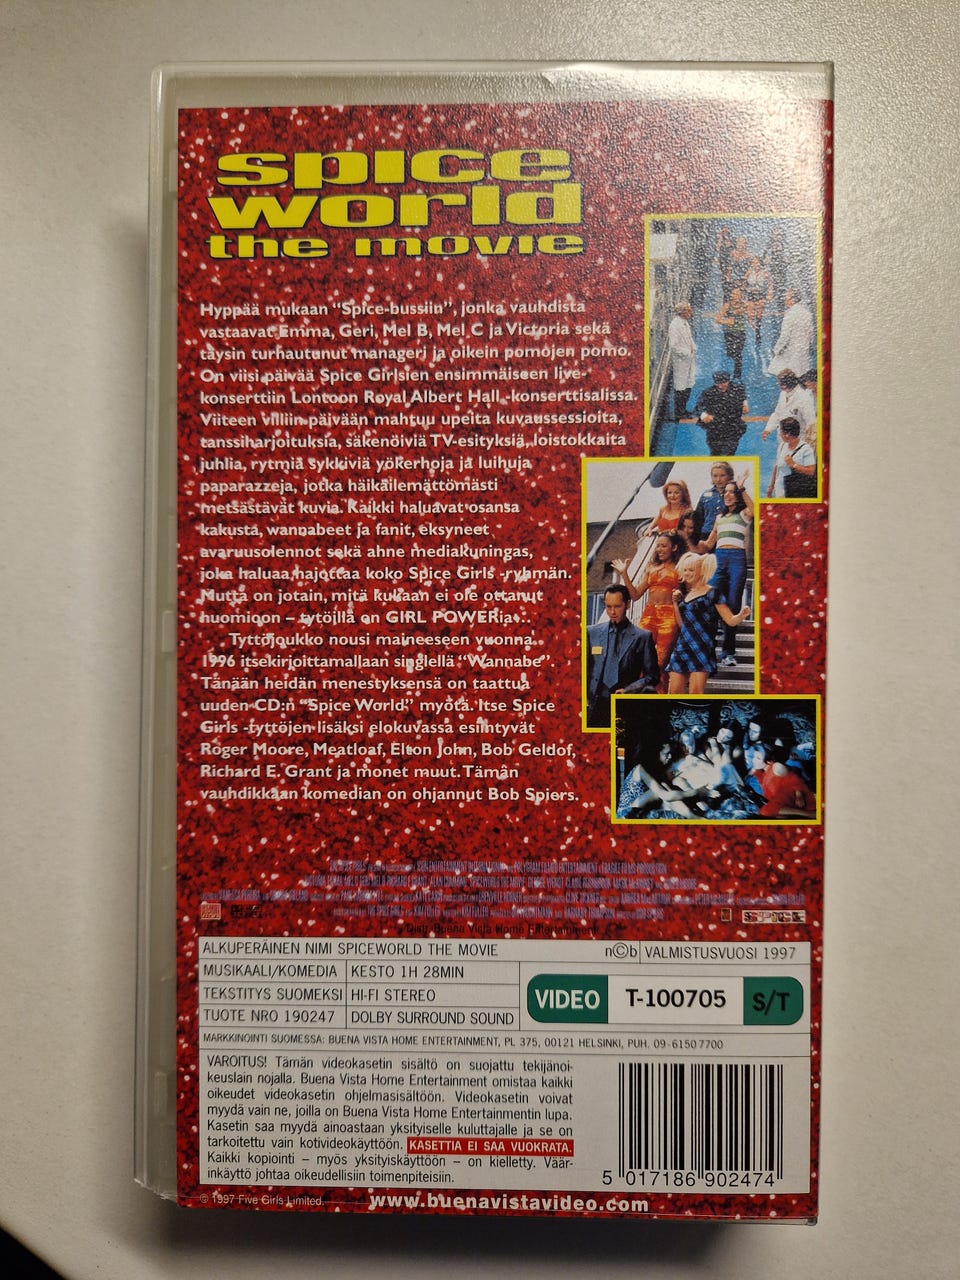 spice
world
the movie
Hyppää mukaan "Spice-bussiin", jonka vauhdista
vastaavat Emma, Geri, Mel B, Mel C ja Victoria sekä
täysin turhautunut manageri ja oikein pomojen pomo.
On viisi päivää Spice Girlsien ensimmäiseen live-
konserttiin Lontoon Royal Albert Hall -konserttisalissa.
Viiteen villiin päivään mahtuu upeita kuvaussessioita,
tanssiharjoituksia, säkenöiviä TV-esityksiä, loistokkaita
juhlia, rytmiä sykkiviä yökerhoja ja luihuja
paparazzeja, jotka häikäilemättömästi
metsästävät kuvia. Kaikki haluavat osansa
kakusta, wannabeet ja fanit, eksyneet
avaruusolennot sekä ahne mediakuningas,
joka haluaa hajottaa koko Spice Girls -ryhmän.
Mutta on jotain, mitä kukaan ei ole ottanut
huomioon – tytöillä on GIRL POWERia...
Tyttöjoukko nousi maineeseen vuonna
1996 itsekirjoittamallaan singlellä "Wannabe".
Tänään heidän menestyksensä on taattua
uuden CD:n "Spice World" myötä. Itse Spice
Girls -tyttöjen lisäksi elokuvassa esiintyvät
Roger Moore, Meatloaf, Elton John, Bob Geldof,
Richard E. Grant ja monet muut. Tämän
vauhdikkaan komedian on ohjannut Bob Spiers.
Distr. Buena Vista Home Entertainment
SPICE
ALKUPERÄINEN NIMI SPICEWORLD THE MOVIE
n©b VALMISTUSVUOSI 1997
MUSIKAALI/KOMEDIA KESTO 1H 28MIN
TEKSTITYS SUOMEKSI HI-FI STEREO
TUOTE NRO 190247 DOLBY SURROUND SOUND
VIDEO T-100705 S/T
MARKKINOINTI SUOMESSA: BUENA VISTA HOME ENTERTAINMENT, PL 375, 00121 HELSINKI, PUH. 09-6150 7700
VAROITUS! Tämän videokasetin sisältö on suojattu tekijänoi-
keuslain nojalla. Buena Vista Home Entertainment omistaa kaikki
oikeudet videokasetin ohjelmasisältöön. Videokasetin voivat
myydä vain ne, joilla on Buena Vista Home Entertainmentin lupa.
Kasetin saa myydä ainoastaan yksityiselle kuluttajalle ja se on
tarkoitettu vain kotivideokäyttöön. KASETTIA EI SAA VUOKRATA.
Kaikki kopiointi – myös yksityiskäyttöön – on kielletty. Väär-
inkäyttö johtaa oikeudellisiin toimenpiteisiin.
5 017186 902474
© 1997 Five Girls Limited.
www.buenavistavideo.com